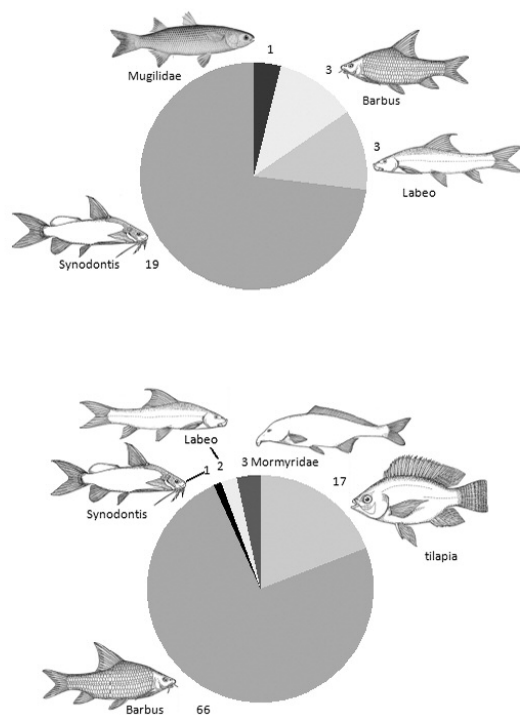 1
Mugilidae
3
Barbus
3
Labeo
Synodontis 19
Labeo
1 2
3 Mormyridae
17
Synodontis
tilapia
Barbus 66